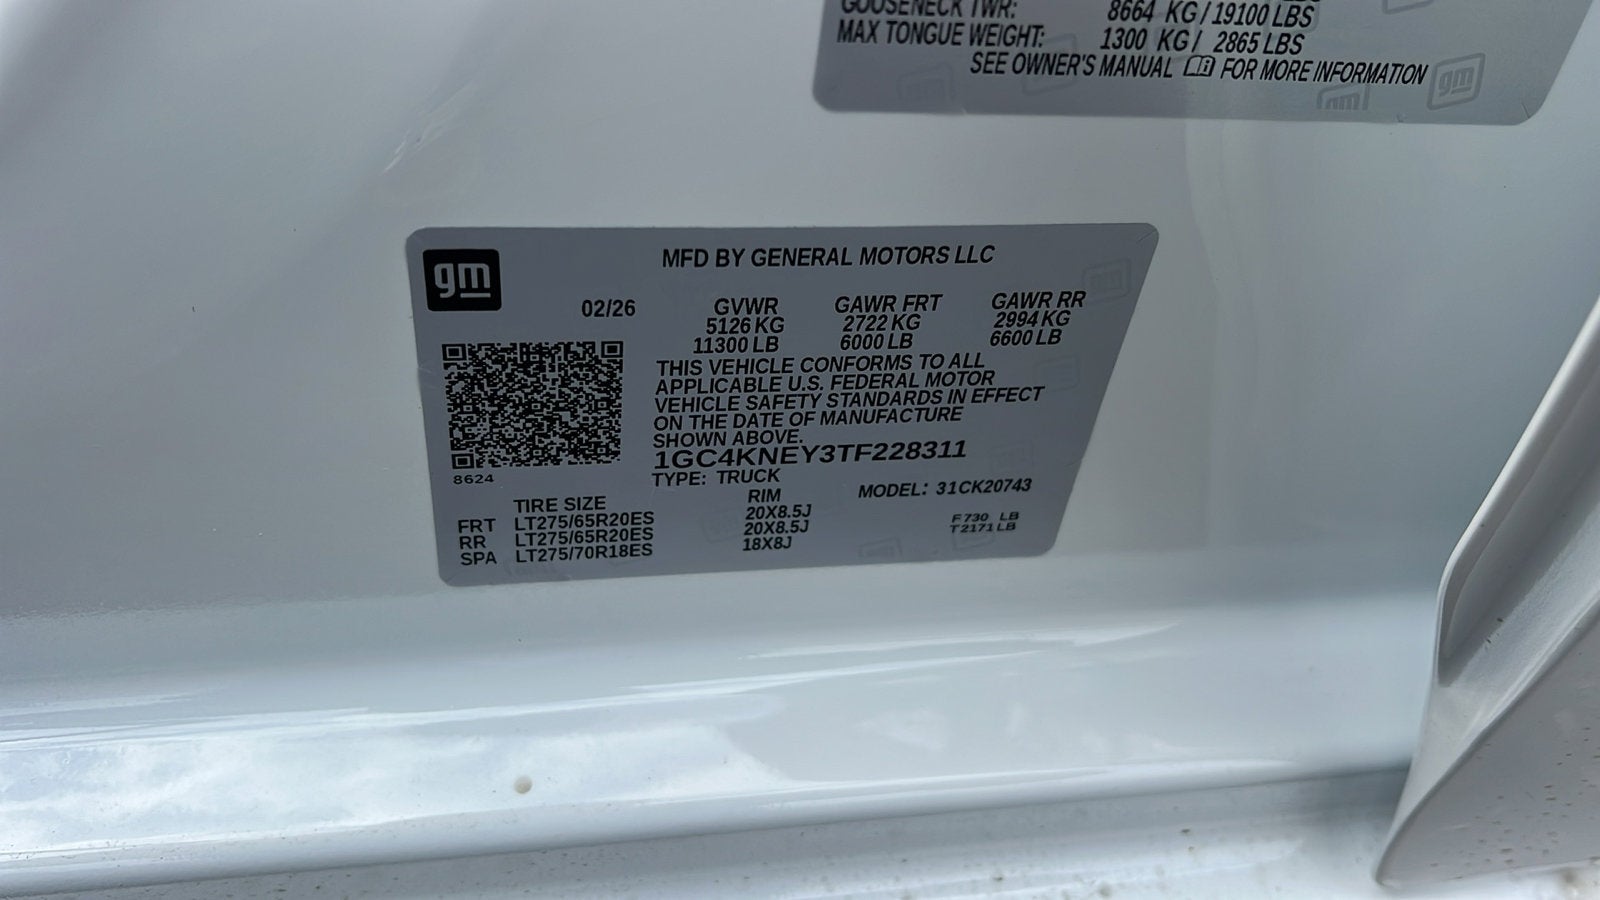 GOOSENECK TWR: 8664 KG/19100 LBS
MAX TONGUE WEIGHT: 1300 KG/ 2865 LBS
SEE OWNER'S MANUAL FOR MORE INFORMATION
gm
gm
gm
MFD BY GENERAL MOTORS LLC
02/26 GVWR GAWR FRT GAWR RR
5126 KG 2722 KG 2994 KG
11300 LB 6000 LB 6600 LB
THIS VEHICLE CONFORMS TO ALL
APPLICABLE U.S. FEDERAL MOTOR
VEHICLE SAFETY STANDARDS IN EFFECT
ON THE DATE OF MANUFACTURE
SHOWN ABOVE.
1GC4KNEY3TF228311
8624
TYPE: TRUCK
MODEL: 31CK20743
TIRE SIZE RIM
FRT LT275/65R20ES 20X8.5J
RR LT275/65R20ES 20X8.5J
SPA LT275/70R18ES 18X8J
F730 LB
T2171LB